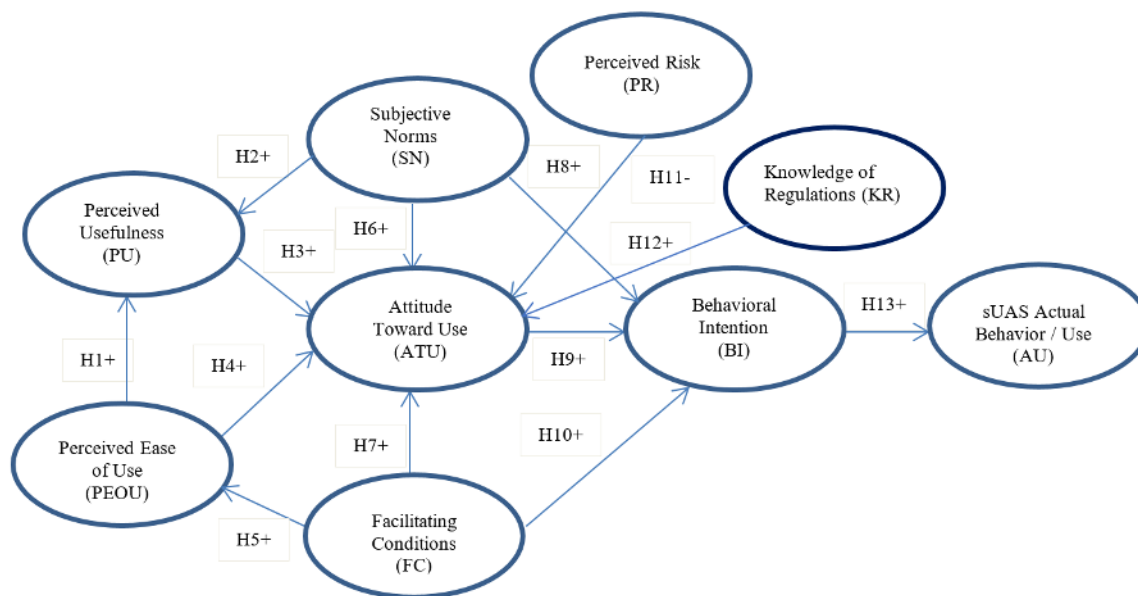 Perceived Risk
(PR)
Subjective
Norms
(SN)
H2+
H8+
H11-
Knowledge of
Regulations (KR)
Perceived
Usefulness
(PU)
H3+
H6+
H12+
Attitude
Toward Use
(ATU)
Behavioral
Intention
(BI)
H13+
sUAS Actual
Behavior / Use
(AU)
H1+
H4+
H9+
Perceived Ease
of Use
(PEOU)
H7+
H10+
H5+
Facilitating
Conditions
(FC)